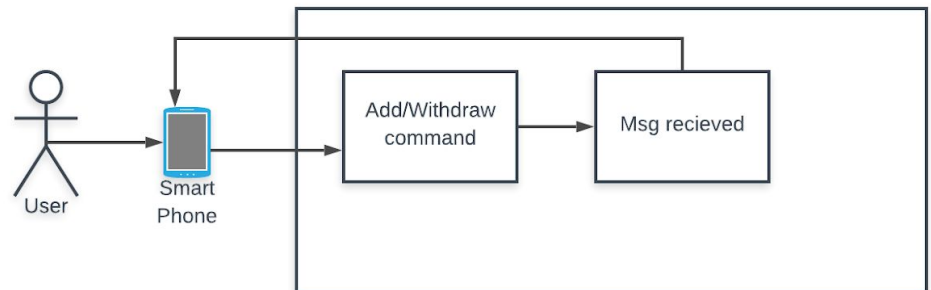 Add/Withdraw
command
Msg recieved
User
Smart
Phone